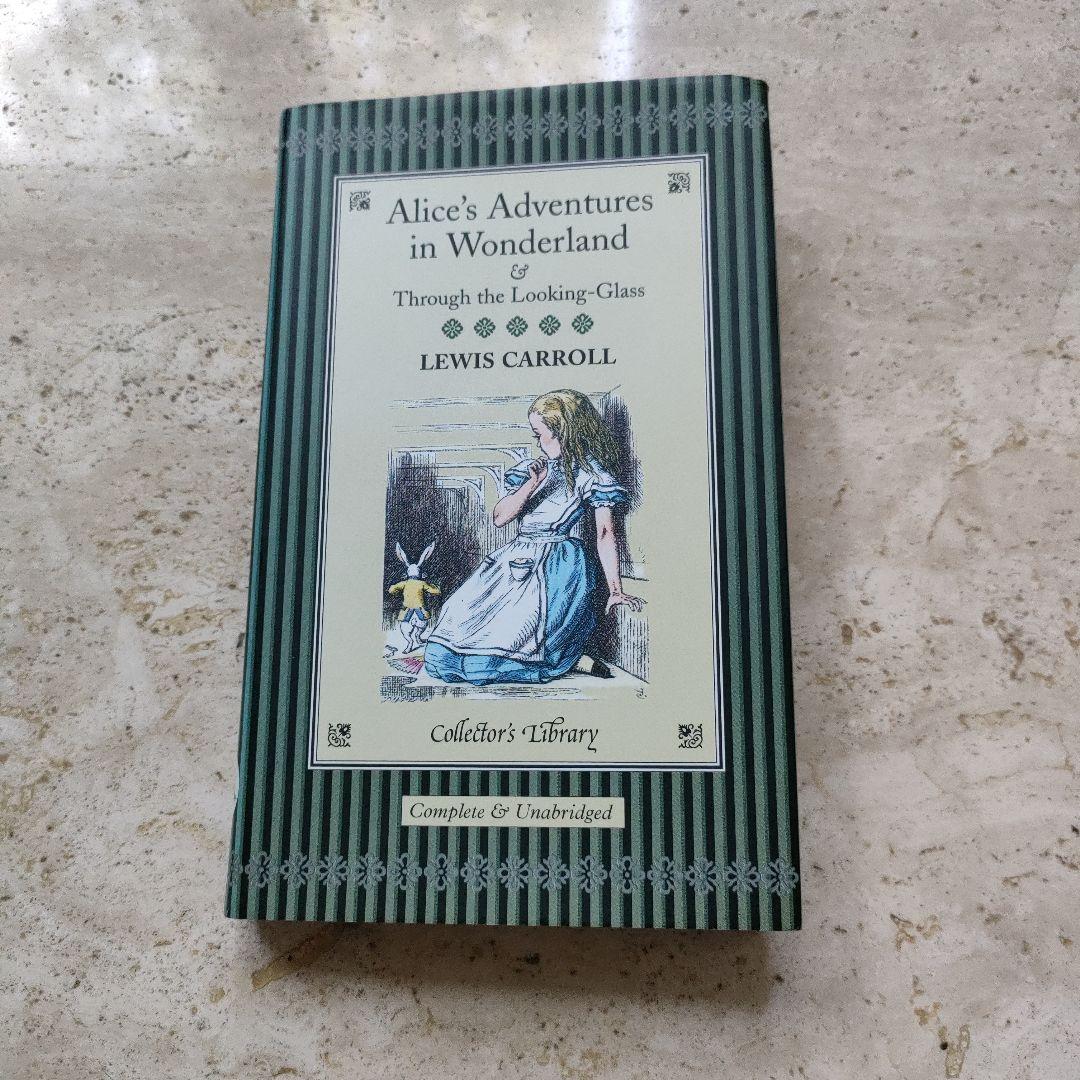 Alice's Adventures
in Wonderland
&
Through the Looking-Glass
LEWIS CARROLL
Collector's Library
Complete & Unabridged